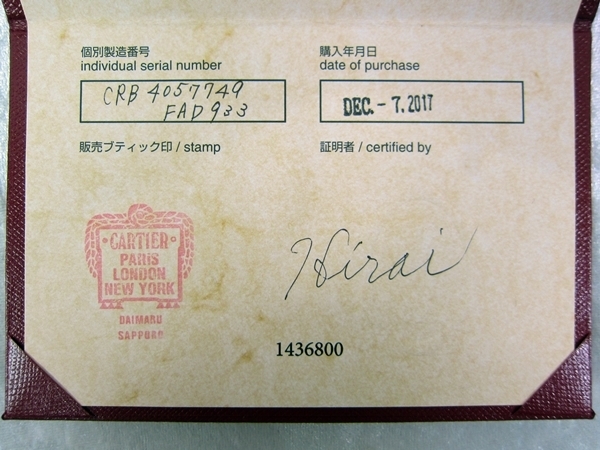 個別製造番号
individual serial number
CRB 4057749
FAD933
購入年月日
date of purchase
DEC. - 7. 2017
販売ブティック印 / stamp
証明者 / certified by
CARTIER
PARIS
LONDON
NEW YORK
DAIMARU
SAPPORO
Hirai
1436800